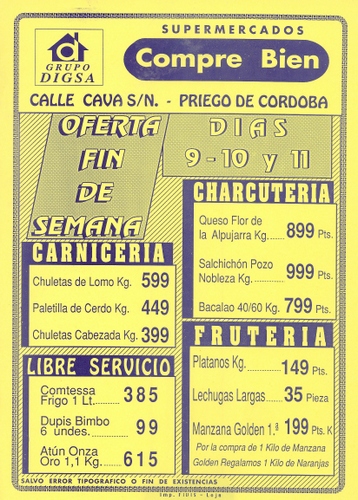 GRUPO
DIGSA
SUPERMERCADOS
Compre Bien
CALLE CAVA S/N. - PRIEGO DE CORDOBA
OFERTA
FIN
DE
SEMANA
DIAS
9-10 y 11
CARNICERIA
Chuletas de Lomo Kg. 599
Paletilla de Cerdo Kg. 449
Chuletas Cabezada Kg. 399
LIBRE SERVICIO
Comtessa
Frigo 1 Lt. ...... 385
Dupis Bimbo
6 undes. ...... 99
Atún Onza
Oro 1,1 Kg. ...... 615
CHARCUTERIA
Queso Flor de
la Alpujarra Kg. ...... 899 Pts.
Salchichón Pozo
Nobleza Kg. ...... 999 Pts.
Bacalao 40/60 Kg. 799 Pts.
FRUTERIA
Platanos Kg. ...... 149 Pts.
Lechugas Largas ...... 35 Pieza
Manzana Golden 1.ª 199 Pts. K
Por la compra de 1 Kilo de Manzana
Golden Regalamos 1 Kilo de Naranjas
SALVO ERROR TIPOGRAFICO O FIN DE EXISTENCIAS
Imp. VIDIS - Loja